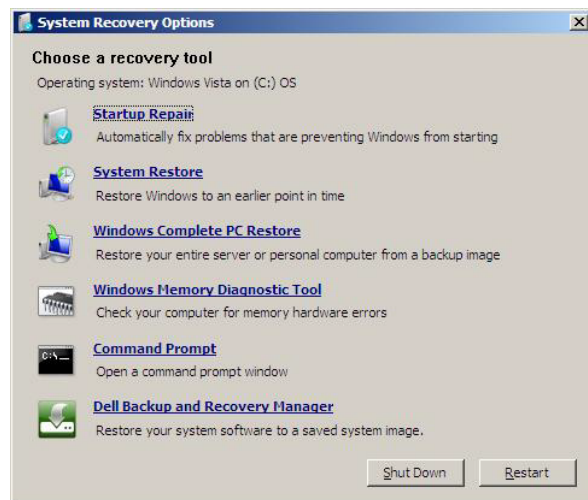 System Recovery Options
Choose a recovery tool
Operating system: Windows Vista on (C:) OS
Startup Repair
Automatically fix problems that are preventing Windows from starting
System Restore
Restore Windows to an earlier point in time
Windows Complete PC Restore
Restore your entire server or personal computer from a backup image
Windows Memory Diagnostic Tool
Check your computer for memory hardware errors
C:\_
Command Prompt
Open a command prompt window
Dell Backup and Recovery Manager
Restore your system software to a saved system image.
Shut Down Restart